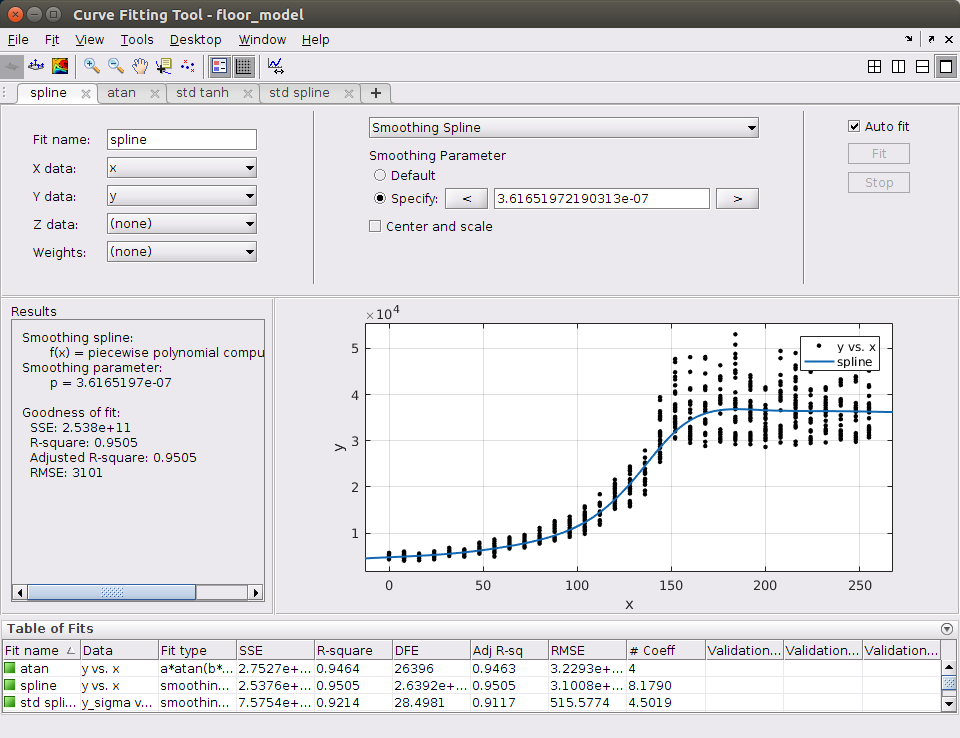 Curve Fitting Tool - floor_model
File Fit View Tools Desktop Window Help
spline atan std tanh std spline +
Fit name: spline
X data: x
Y data: y
Z data: (none)
Weights: (none)
Smoothing Spline
Smoothing Parameter
Default
Specify: < 3.61651972190313e-07 >
Center and scale
Auto fit
Fit
Stop
Results
Smoothing spline:
f(x) = piecewise polynomial compu
Smoothing parameter:
p = 3.6165197e-07
Goodness of fit:
SSE: 2.538e+11
R-square: 0.9505
Adjusted R-square: 0.9505
RMSE: 3101
×10^4
5
4
3
2
1
y
0 50 100 150 200 250
x
y vs. x
spline
Table of Fits
Fit name Data Fit type SSE R-square DFE Adj R-sq RMSE # Coeff Validation... Validation... Validation...
atan y vs. x a*atan(b*... 2.7527e+... 0.9464 26396 0.9463 3.2293e+... 4
spline y vs. x smoothin... 2.5376e+... 0.9505 2.6392e+... 0.9505 3.1008e+... 8.1790
std spli... y_sigma v... smoothin... 7.5754e+... 0.9214 28.4981 0.9117 515.5774 4.5019